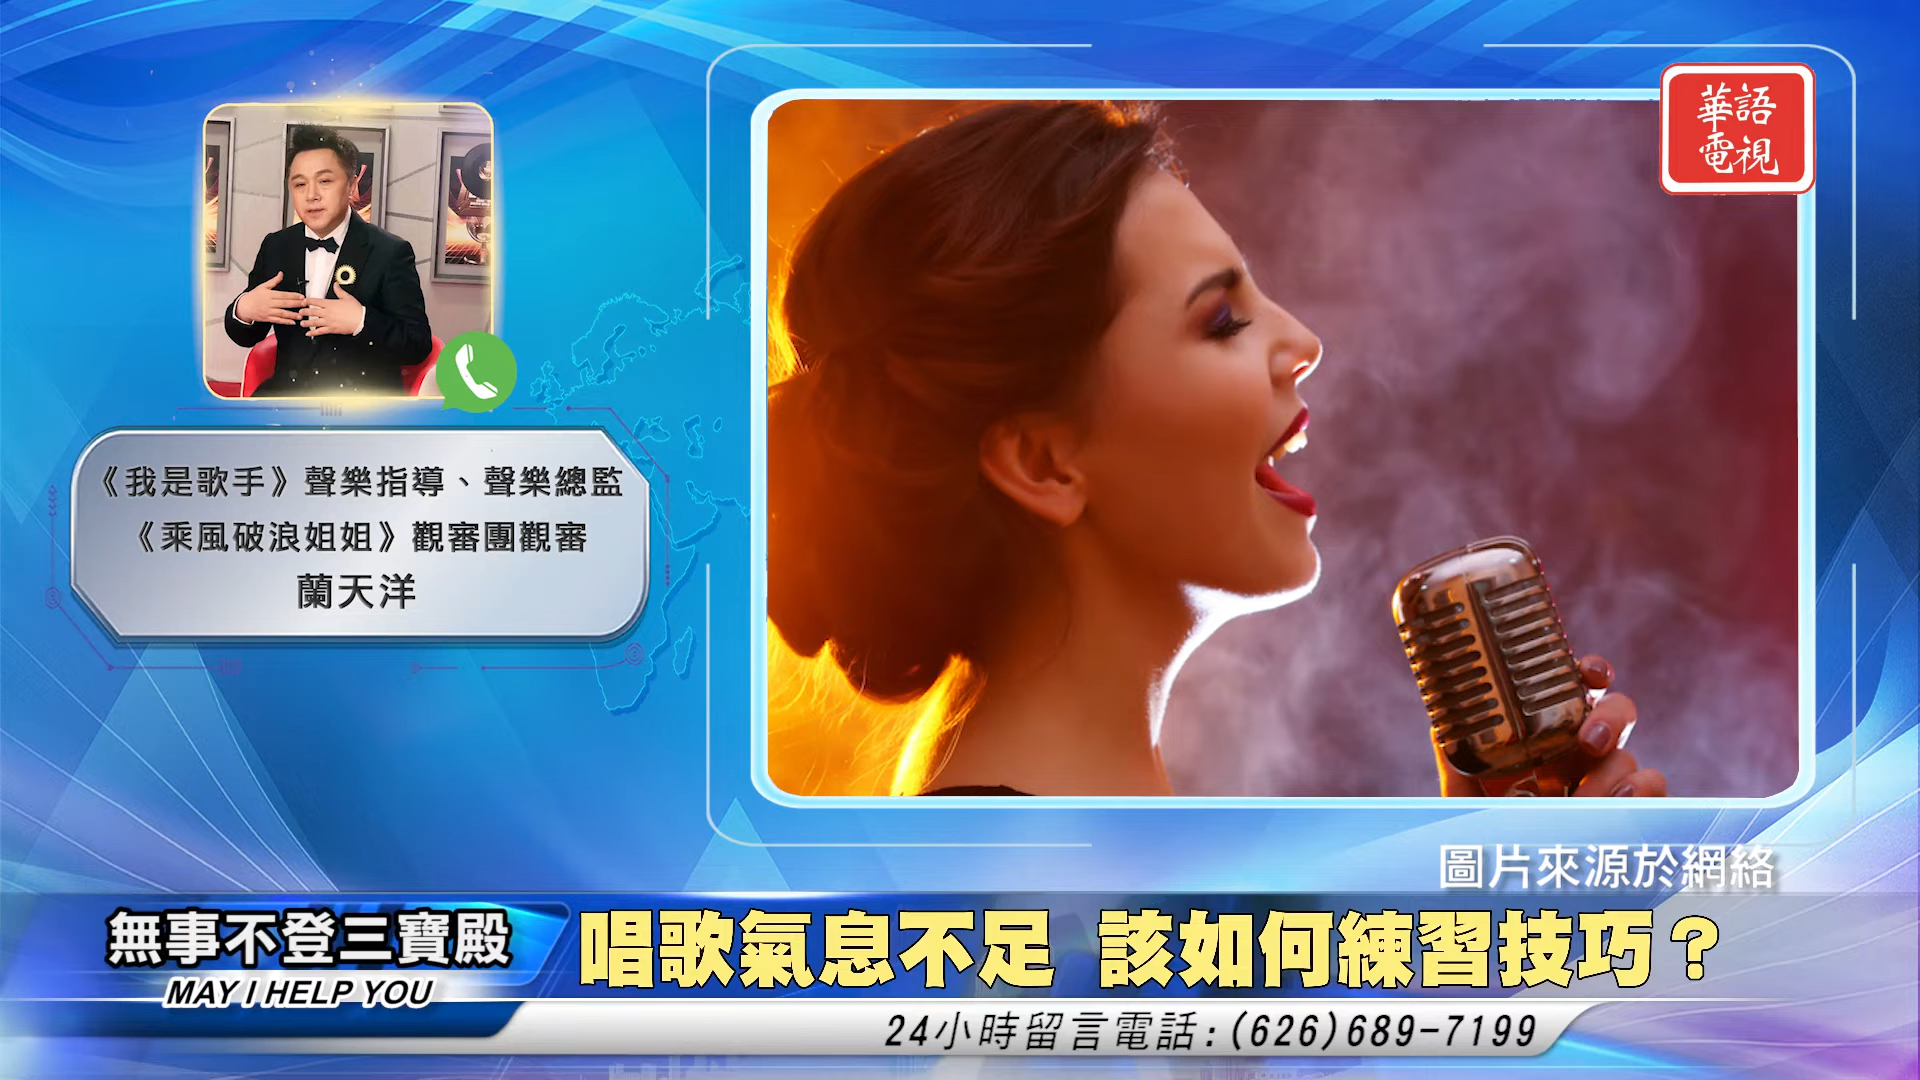 華語
電視
《我是歌手》聲樂指導、聲樂總監
《乘風破浪姐姐》觀審團觀審
蘭天洋
圖片來源於網絡
無事不登三寶殿
MAY I HELP YOU
唱歌氣息不足 該如何練習技巧？
24小時留言電話:(626)689-7199